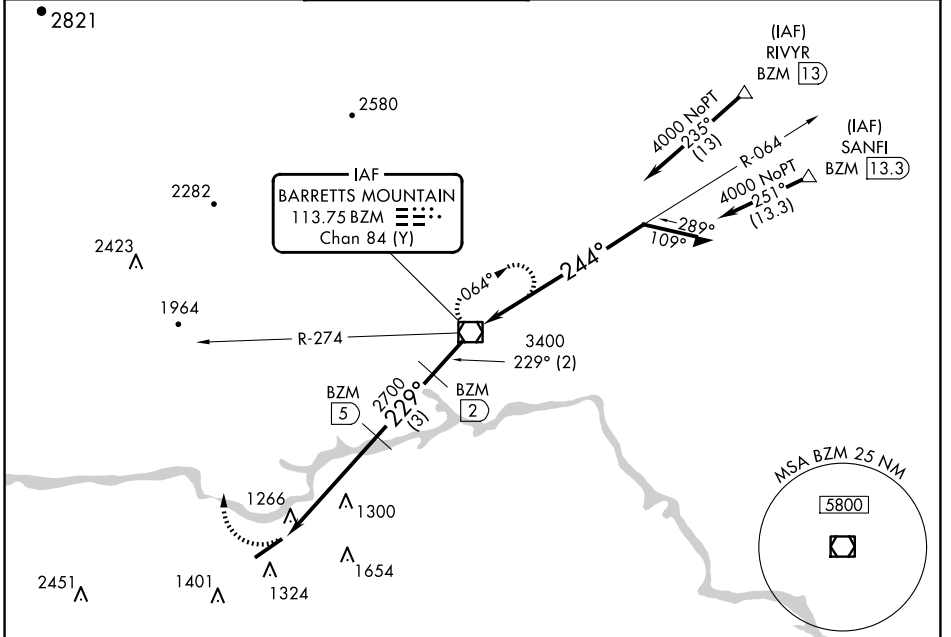 2821
(IAF)
RIVYR
BZM 13
2580
4000 NoPT
235°
(13)
R-064
(IAF)
SANFI
BZM 13.3
4000 NoPT
251°
(13.3)
IAF
BARRETTS MOUNTAIN
113.75 BZM
Chan 84 (Y)
2282
2423
289°
109°
244°
064°
1964
R-274
3400
229° (2)
BZM
5
2700
229°
(3)
BZM
2
MSA BZM 25 NM
5800
1266
1300
1654
1324
2451
1401